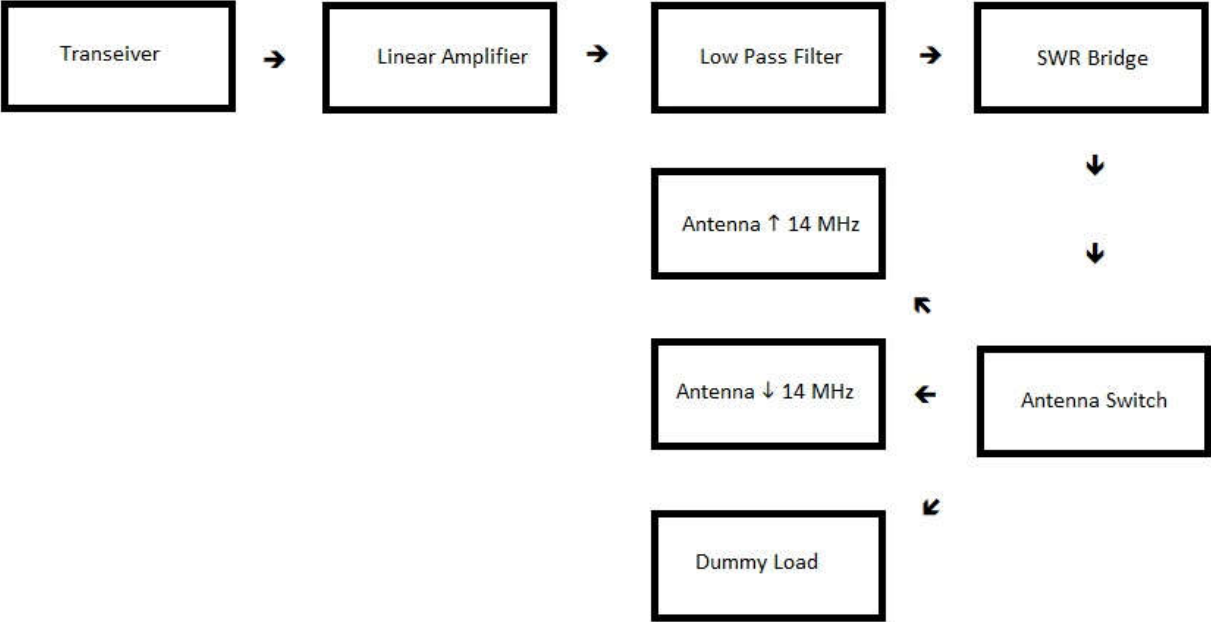 Transeiver
Linear Amplifier
Low Pass Filter
SWR Bridge
Antenna ↑ 14 MHz
Antenna ↓ 14 MHz
Antenna Switch
Dummy Load